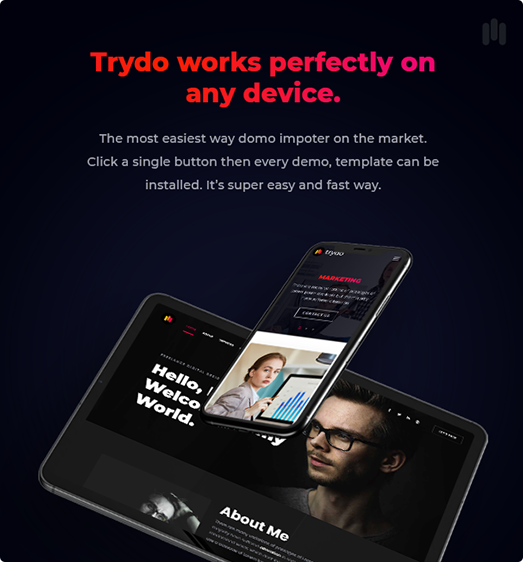 Trydo works perfectly on
any device.
The most easiest way domo impoter on the market.
Click a single button then every demo, template can be
installed. It's super easy and fast way.
trydo
MARKETING
CONTACT US
Hello, I
Welco
World.
About Me